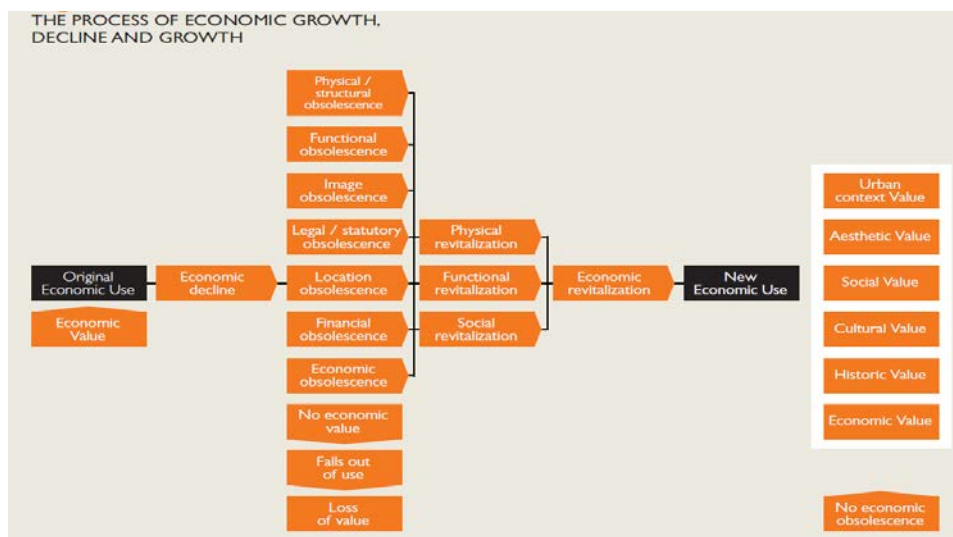 THE PROCESS OF ECONOMIC GROWTH,
DECLINE AND GROWTH
Original
Economic Use
Economic
Value
Economic
decline
Physical /
structural
obsolescence
Functional
obsolescence
Image
obsolescence
Legal / statutory
obsolescence
Location
obsolescence
Financial
obsolescence
Economic
obsolescence
No economic
value
Falls out
of use
Loss
of value
Physical
revitalization
Functional
revitalization
Social
revitalization
Economic
revitalization
New
Economic Use
Urban
context Value
Aesthetic Value
Social Value
Cultural Value
Historic Value
Economic Value
No economic
obsolescence